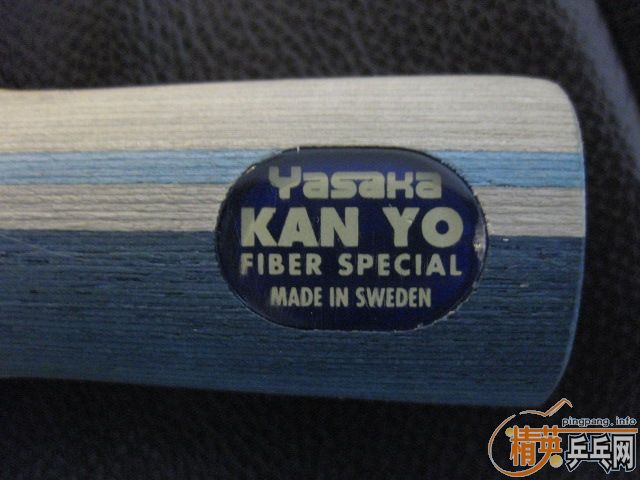 Yasaka
KAN YO
FIBER SPECIAL
MADE IN SWEDEN
pingpang.info
精英乒乓网